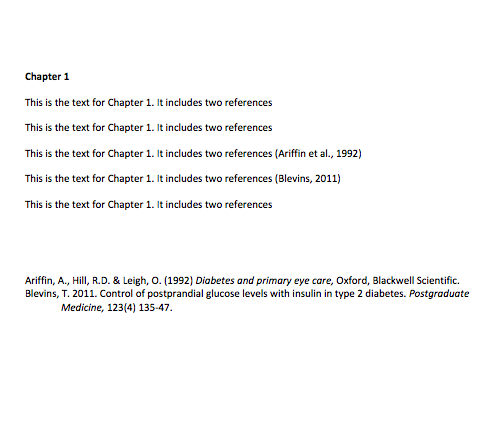 Chapter 1
This is the text for Chapter 1. It includes two references
This is the text for Chapter 1. It includes two references
This is the text for Chapter 1. It includes two references (Ariffin et al., 1992)
This is the text for Chapter 1. It includes two references (Blevins, 2011)
This is the text for Chapter 1. It includes two references
Ariffin, A., Hill, R.D. & Leigh, O. (1992) Diabetes and primary eye care, Oxford, Blackwell Scientific.
Blevins, T. 2011. Control of postprandial glucose levels with insulin in type 2 diabetes. Postgraduate
Medicine, 123(4) 135-47.